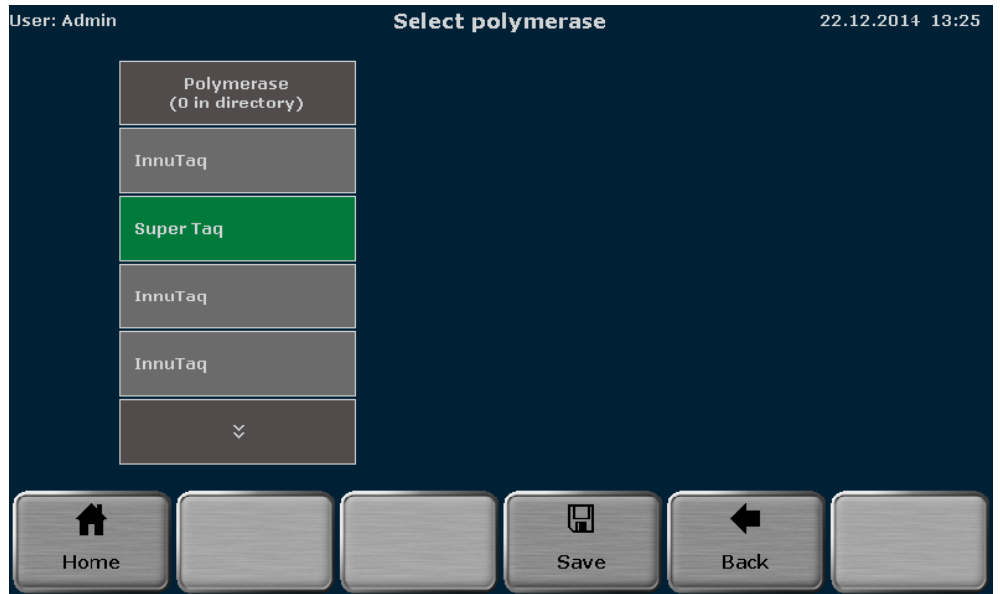 User: Admin
Select polymerase
22.12.2014 13:25
Polymerase
(0 in directory)
InnuTaq
Super Taq
InnuTaq
InnuTaq
Home
Save
Back